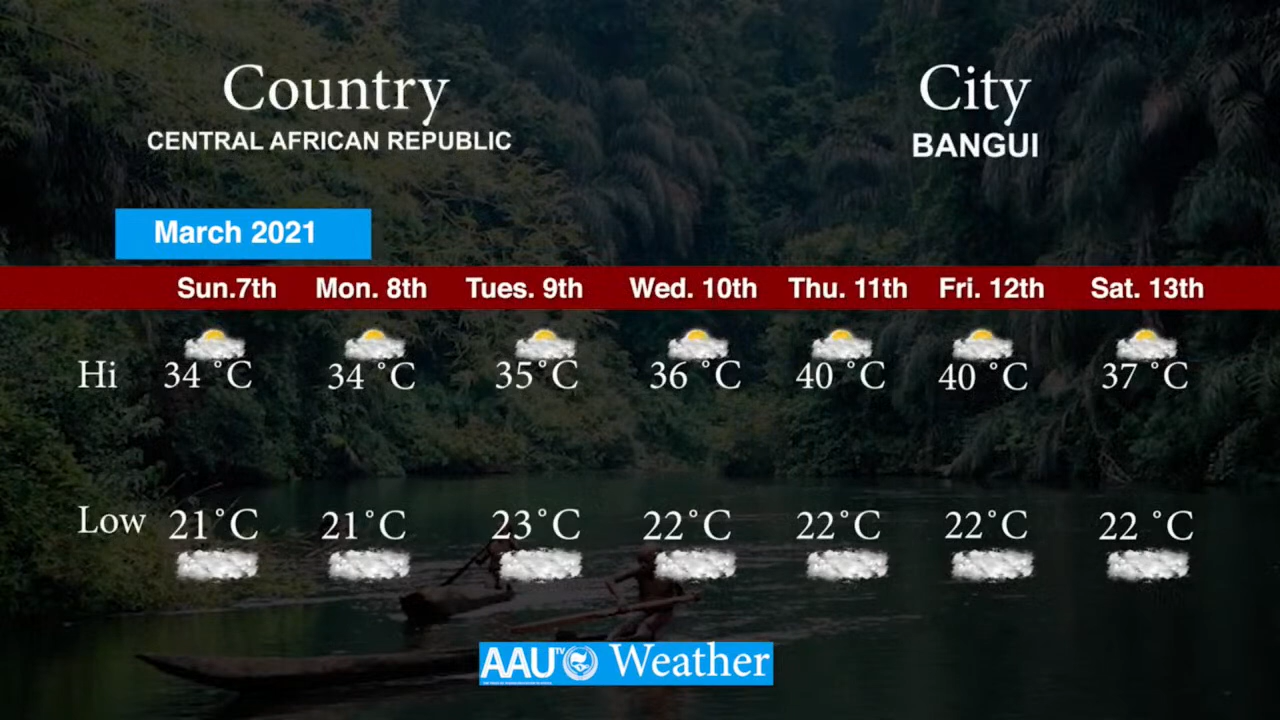 Country
CENTRAL AFRICAN REPUBLIC
City
BANGUI
March 2021
Sun.7th Mon. 8th Tues. 9th Wed. 10th Thu. 11th Fri. 12th Sat. 13th
Hi 34 °C 34 °C 35°C 36 °C 40 °C 40 °C 37 °C
Low 21°C 21°C 23°C 22°C 22°C 22°C 22 °C
AAU TV Weather